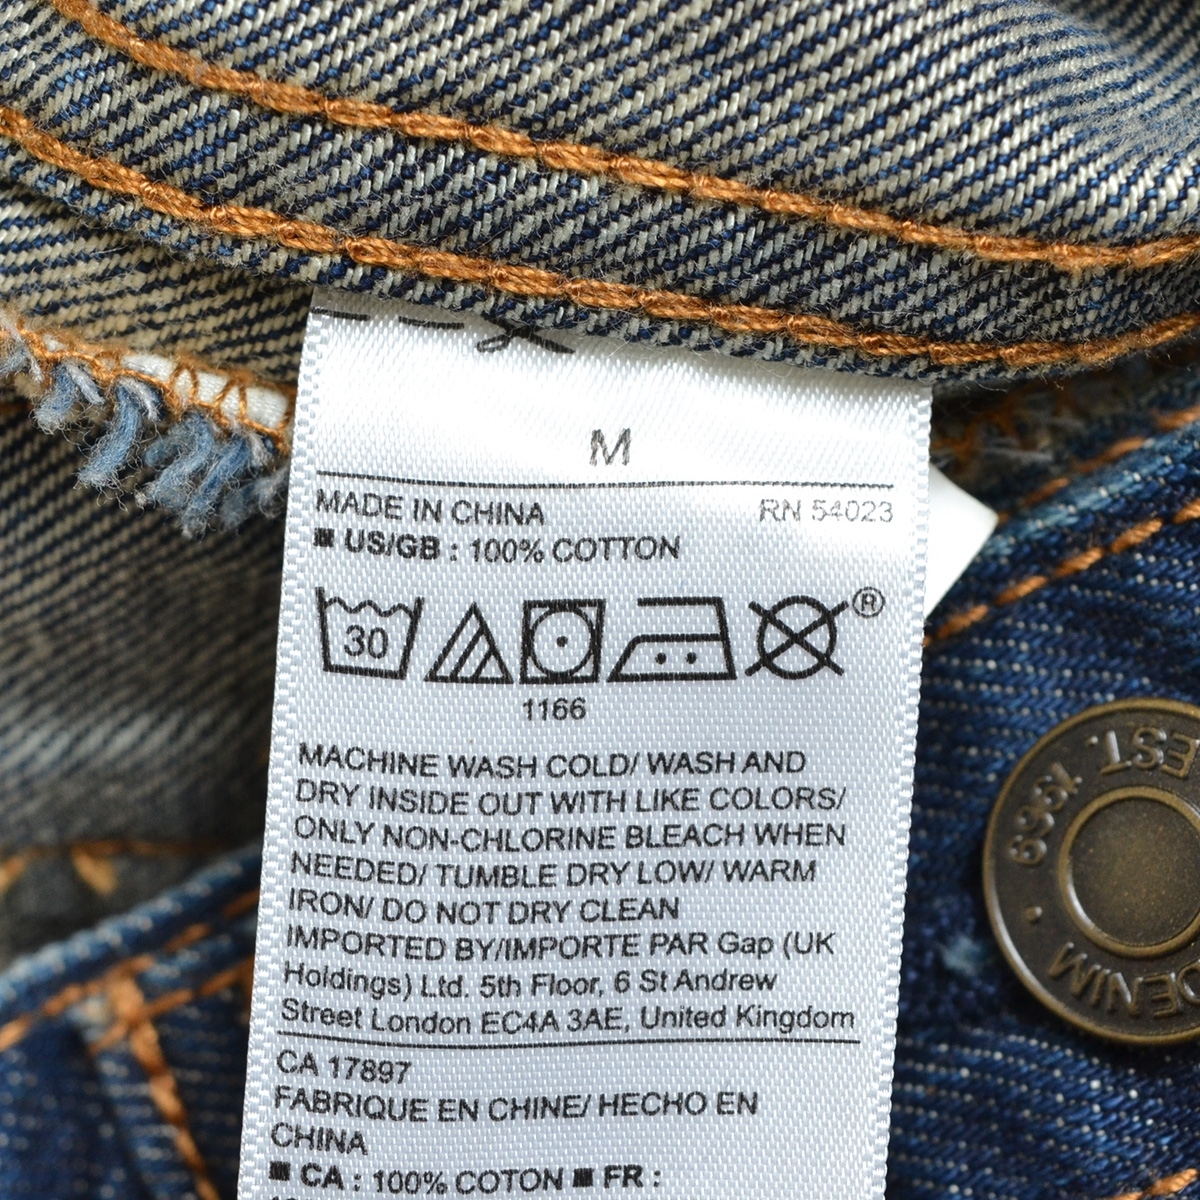 M
MADE IN CHINA RN 54023
■ US/GB : 100% COTTON
30
®
1166
MACHINE WASH COLD/ WASH AND
DRY INSIDE OUT WITH LIKE COLORS/
ONLY NON-CHLORINE BLEACH WHEN
NEEDED/ TUMBLE DRY LOW/ WARM
IRON/ DO NOT DRY CLEAN
IMPORTED BY/IMPORTE PAR Gap (UK
Holdings) Ltd. 5th Floor, 6 St Andrew
Street London EC4A 3AE, United Kingdom
CA 17897
FABRIQUE EN CHINE/ HECHO EN
CHINA
■ CA : 100% COTON ■ FR :
DENIM • 1969 EST.